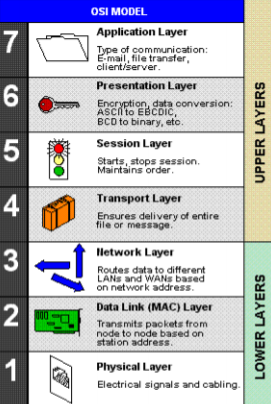 OSI MODEL
7
Application Layer
Type of communication:
E-mail, file transfer,
client/server.
6
Presentation Layer
Encryption, data conversion:
ASCII to EBCDIC,
BCD to binary, etc.
5
Session Layer
Starts, stops session.
Maintains order.
4
Transport Layer
Ensures delivery of entire
file or message.
UPPER LAYERS
3
Network Layer
Routes data to different
LANs and WANs based
on network address.
2
Data Link (MAC) Layer
Transmits packets from
node to node based on
station address.
1
Physical Layer
Electrical signals and cabling.
LOWER LAYERS